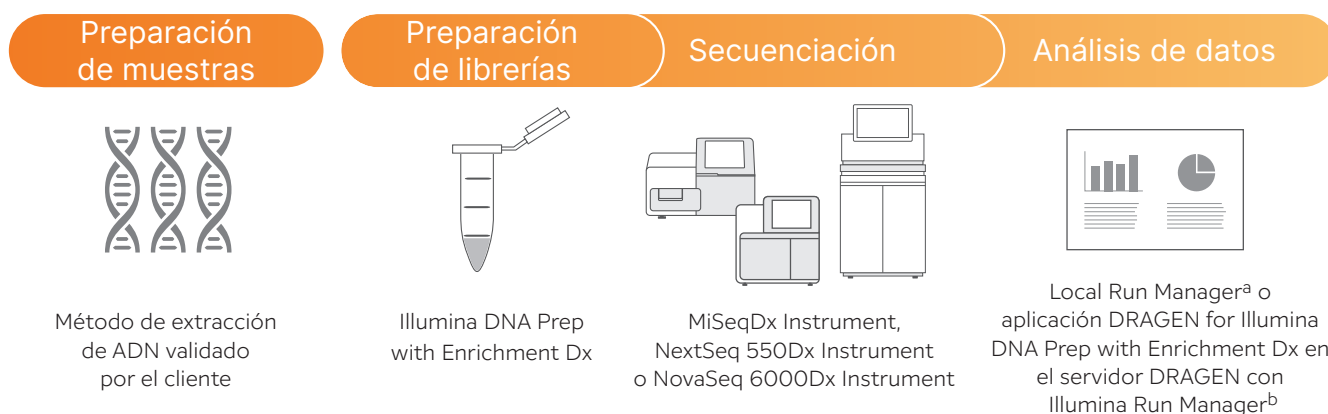 Preparación
de muestras
Preparación
de librerías
Secuenciación
Análisis de datos
Método de extracción
de ADN validado
por el cliente
Illumina DNA Prep
with Enrichment Dx
MiSeqDx Instrument,
NextSeq 550Dx Instrument
o NovaSeq 6000Dx Instrument
Local Run Managerᵃ o
aplicación DRAGEN for Illumina
DNA Prep with Enrichment Dx en
el servidor DRAGEN con
Illumina Run Managerᵇ